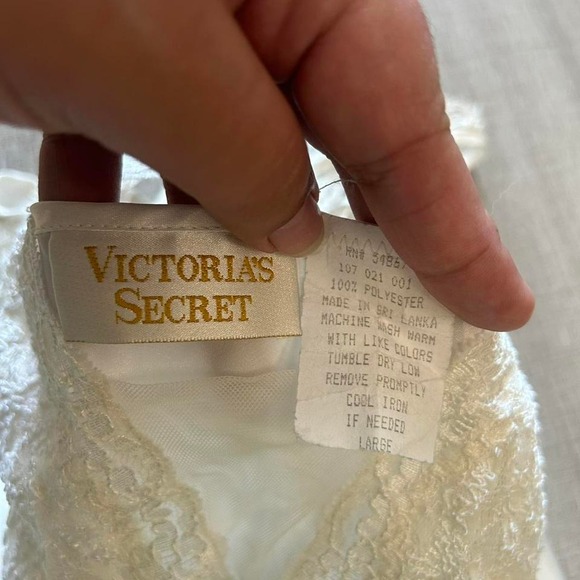 VICTORIA'S
SECRET
RN#
107 021 001
100% POLYESTER
MADE IN SRI LANKA
MACHINE WASH WARM
WITH LIKE COLORS
TUMBLE DRY LOW
REMOVE PROMPTLY
COOL IRON
IF NEEDED
LARGE